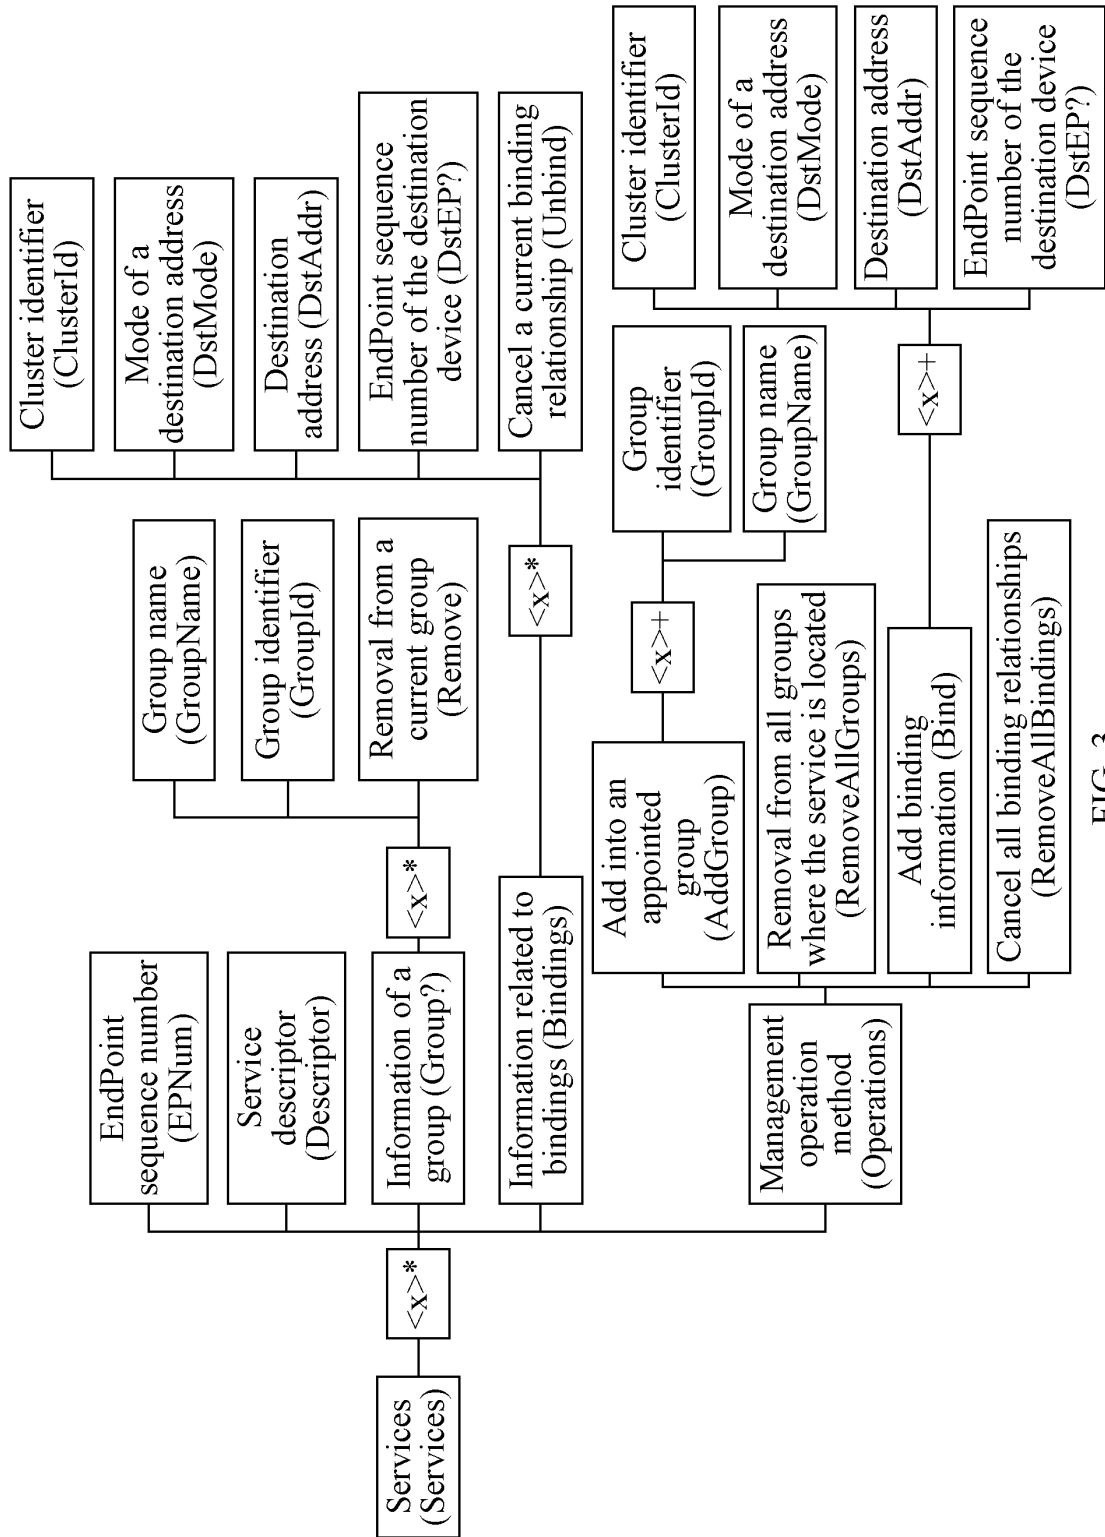 Services
(Services)
<x>*
EndPoint
sequence number
(EPNum)
Service
descriptor
(Descriptor)
Information of a
group (Group?)
<x>*
Group name
(GroupName)
Group identifier
(GroupId)
Removal from a
current group
(Remove)
Information related to
bindings (Bindings)
<x>*
Cluster identifier
(ClusterId)
Mode of a
destination address
(DstMode)
Destination
address (DstAddr)
EndPoint sequence
number of the destination
device (DstEP?)
Cancel a current binding
relationship (Unbind)
Management
operation
method
(Operations)
Add into an
appointed
group
(AddGroup)
<x>+
Group
identifier
(GroupId)
Group name
(GroupName)
Removal from all groups
where the service is located
(RemoveAllGroups)
Add binding
information (Bind)
<x>+
Cluster identifier
(ClusterId)
Mode of a
destination address
(DstMode)
Destination address
(DstAddr)
EndPoint sequence
number of the
destination device
(DstEP?)
Cancel all binding relationships
(RemoveAllBindings)
FIG. 3